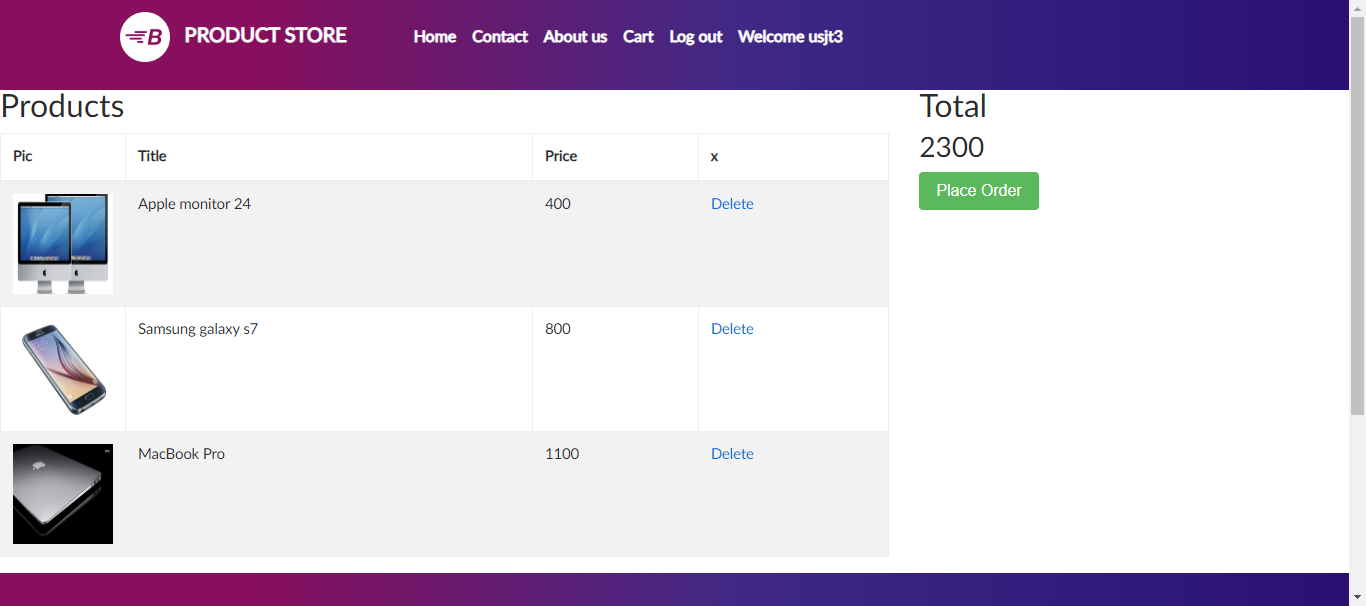 B PRODUCT STORE Home Contact About us Cart Log out Welcome usjt3
Products
Total
2300
Place Order
Pic Title Price x
Apple monitor 24 400 Delete
Samsung galaxy s7 800 Delete
MacBook Pro 1100 Delete